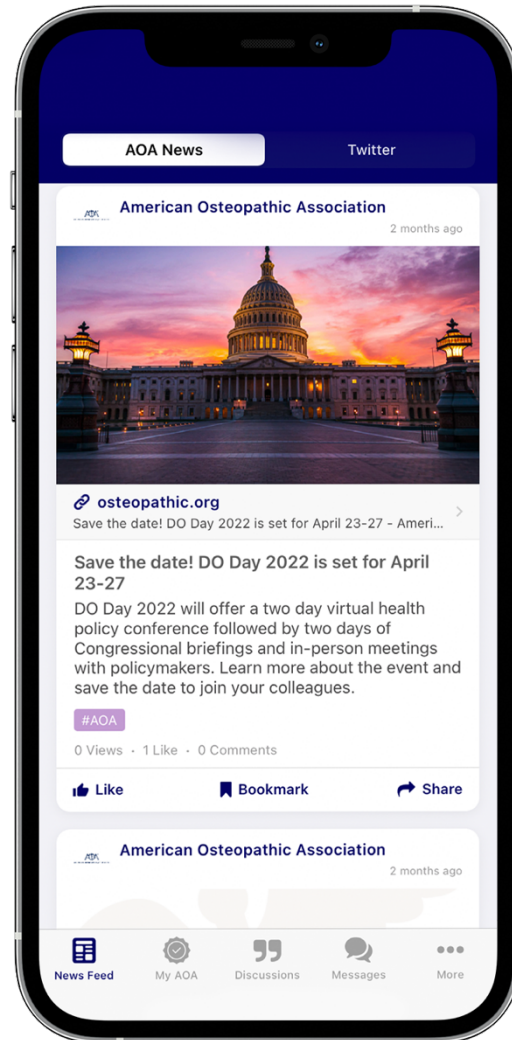 AOA News
Twitter
American Osteopathic Association
2 months ago
osteopathic.org
Save the date! DO Day 2022 is set for April 23-27 - Ameri...
Save the date! DO Day 2022 is set for April
23-27
DO Day 2022 will offer a two day virtual health
policy conference followed by two days of
Congressional briefings and in-person meetings
with policymakers. Learn more about the event and
save the date to join your colleagues.
#AOA
0 Views · 1 Like · 0 Comments
Like
Bookmark
Share
American Osteopathic Association
2 months ago
News Feed
My AOA
Discussions
Messages
More